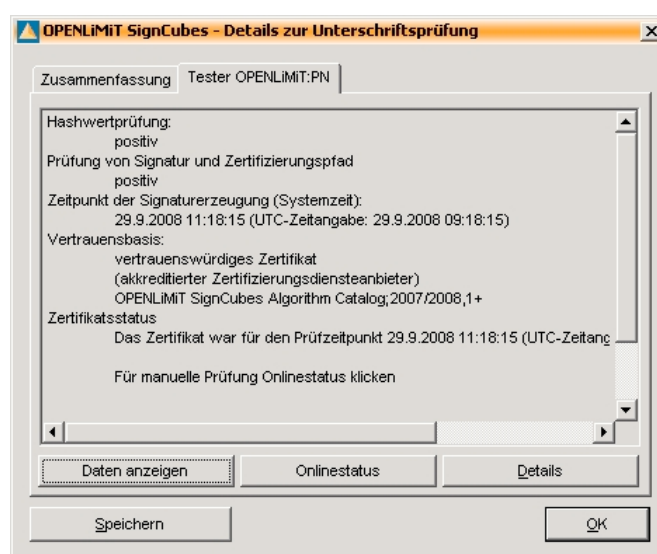 OPENLiMiT SignCubes - Details zur Unterschriftsprüfung
Zusammenfassung
Tester OPENLiMiT:PN
Hashwertprüfung:
positiv
Prüfung von Signatur und Zertifizierungspfad
positiv
Zeitpunkt der Signaturerzeugung (Systemzeit):
29.9.2008 11:18:15 (UTC-Zeitangabe: 29.9.2008 09:18:15)
Vertrauensbasis:
vertrauenswürdiges Zertifikat
(akkreditierter Zertifizierungsdiensteanbieter)
OPENLiMiT SignCubes Algorithm Catalog;2007/2008,1+
Zertifikatsstatus
Das Zertifikat war für den Prüfzeitpunkt 29.9.2008 11:18:15 (UTC-Zeitang
Für manuelle Prüfung Onlinestatus klicken
Daten anzeigen
Onlinestatus
Details
Speichern
OK